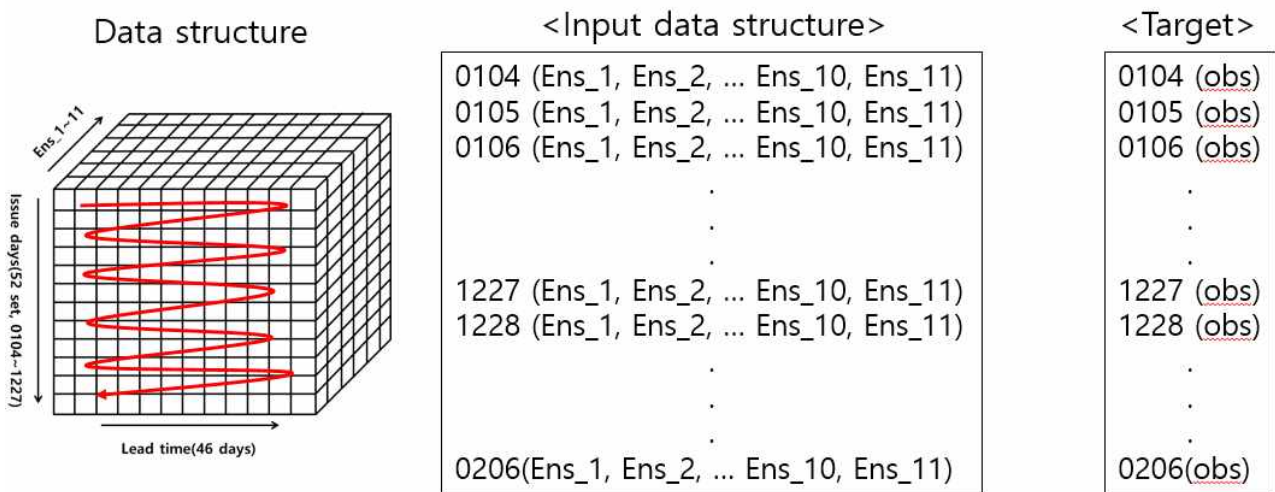 Data structure
Ens_1~11
Issue days(52 set, 0104~1227)
Lead time(46 days)
<Input data structure>
0104 (Ens_1, Ens_2, ... Ens_10, Ens_11)
0105 (Ens_1, Ens_2, ... Ens_10, Ens_11)
0106 (Ens_1, Ens_2, ... Ens_10, Ens_11)
.
.
.
1227 (Ens_1, Ens_2, ... Ens_10, Ens_11)
1228 (Ens_1, Ens_2, ... Ens_10, Ens_11)
.
.
.
0206(Ens_1, Ens_2, ... Ens_10, Ens_11)
<Target>
0104 (obs)
0105 (obs)
0106 (obs)
.
.
.
1227 (obs)
1228 (obs)
.
.
.
0206(obs)